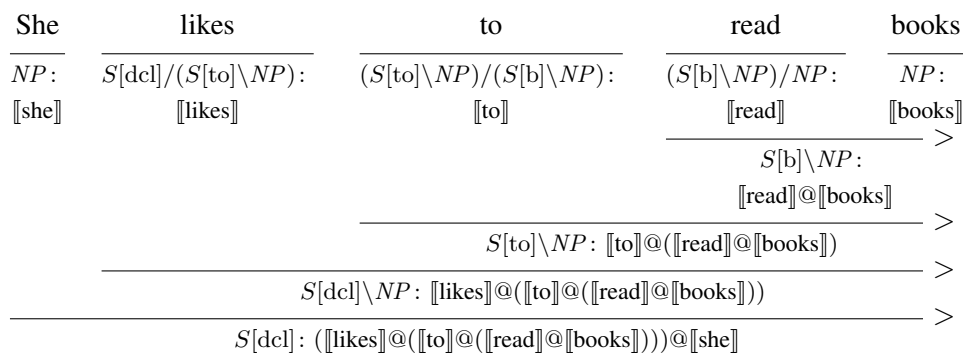 She likes to read books
NP: S[dcl]/(S[to]\NP): (S[to]\NP)/(S[b]\NP): (S[b]\NP)/NP: NP:
⟦she⟧ ⟦likes⟧ ⟦to⟧ ⟦read⟧ ⟦books⟧
>
S[b]\NP:
⟦read⟧@⟦books⟧
>
S[to]\NP: ⟦to⟧@(⟦read⟧@⟦books⟧)
>
S[dcl]\NP: ⟦likes⟧@(⟦to⟧@(⟦read⟧@⟦books⟧))
>
S[dcl]: (⟦likes⟧@(⟦to⟧@(⟦read⟧@⟦books⟧)))@⟦she⟧